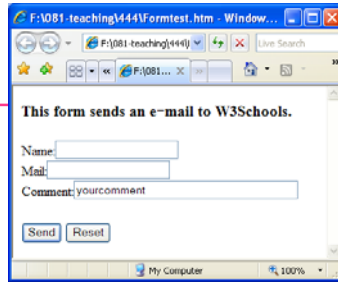 F:\081-teaching\444\Formtest.htm - Window...
F:\081-teaching\444\
Live Search
F:\081...
This form sends an e-mail to W3Schools.
Name:
Mail:
Comment: yourcomment
Send Reset
My Computer 100%